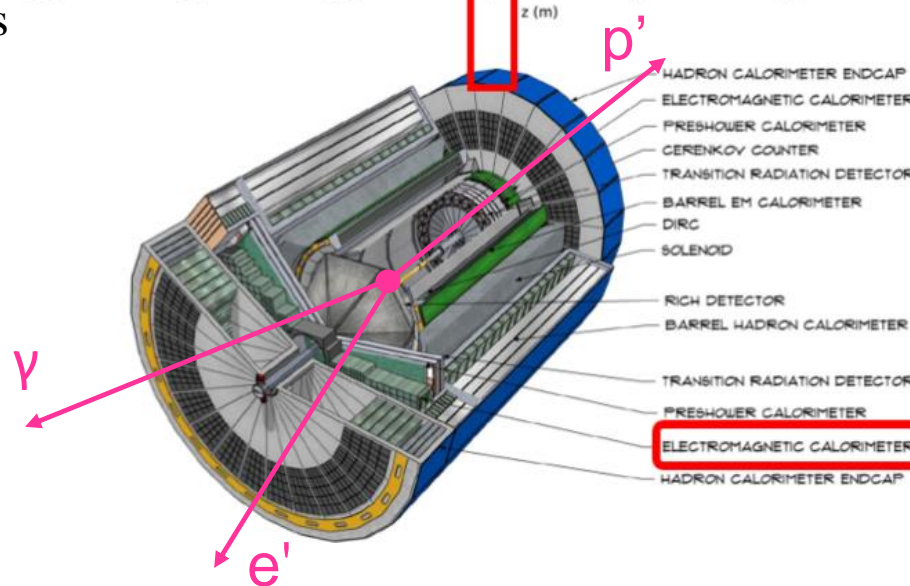 s
z (m)
p’
HADRON CALORIMETER ENDCAP
ELECTROMAGNETIC CALORIMETER
PRESHOWER CALORIMETER
CERENKOV COUNTER
TRANSITION RADIATION DETECTOR
BARREL EM CALORIMETER
DIRC
SOLENOID
RICH DETECTOR
BARREL HADRON CALORIMETER
γ
TRANSITION RADIATION DETECTOR
PRESHOWER CALORIMETER
ELECTROMAGNETIC CALORIMETER
HADRON CALORIMETER ENDCAP
e'